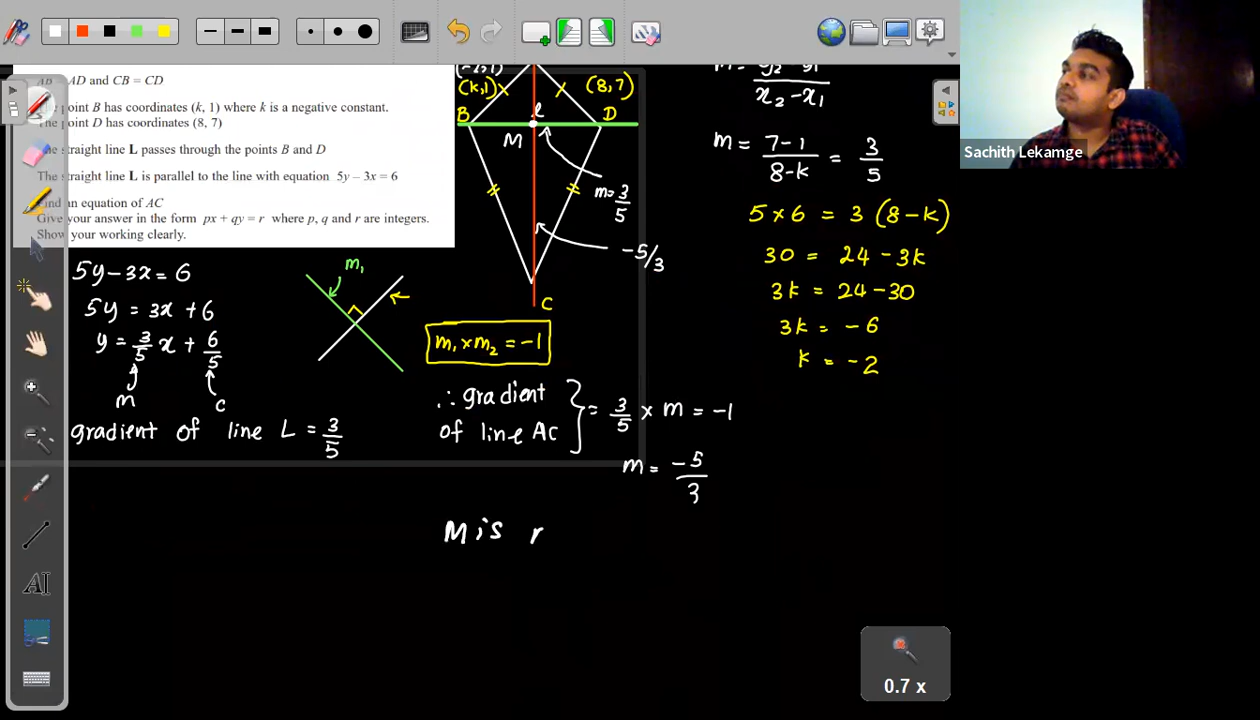 AD and CB = CD
point B has coordinates (k, 1) where k is a negative constant.
point D has coordinates (8, 7)
straight line L passes through the points B and D
straight line L is parallel to the line with equation 5y – 3x = 6
ind an equation of AC
Give your answer in the form px + qy = r where p, q and r are integers.
Show your working clearly.
5y-3x=6
5y = 3x +6
y = 3/5 x + 6/5
m
c
gradient of line L = 3/5
m₁
m₁ x m₂ = -1
(k,1)
(8,7)
B
l
D
M
m=3/5
-5/3
C
∴ gradient
of line AC
= 3/5 x m = -1
m = -5/3
M is r
x₂-x₁
m = 7-1/8-k = 3/5
5 x 6 = 3 (8-k)
30 = 24 - 3k
3k = 24 - 30
3k = -6
k = -2
Sachith Lekamge
AI
0.7 x